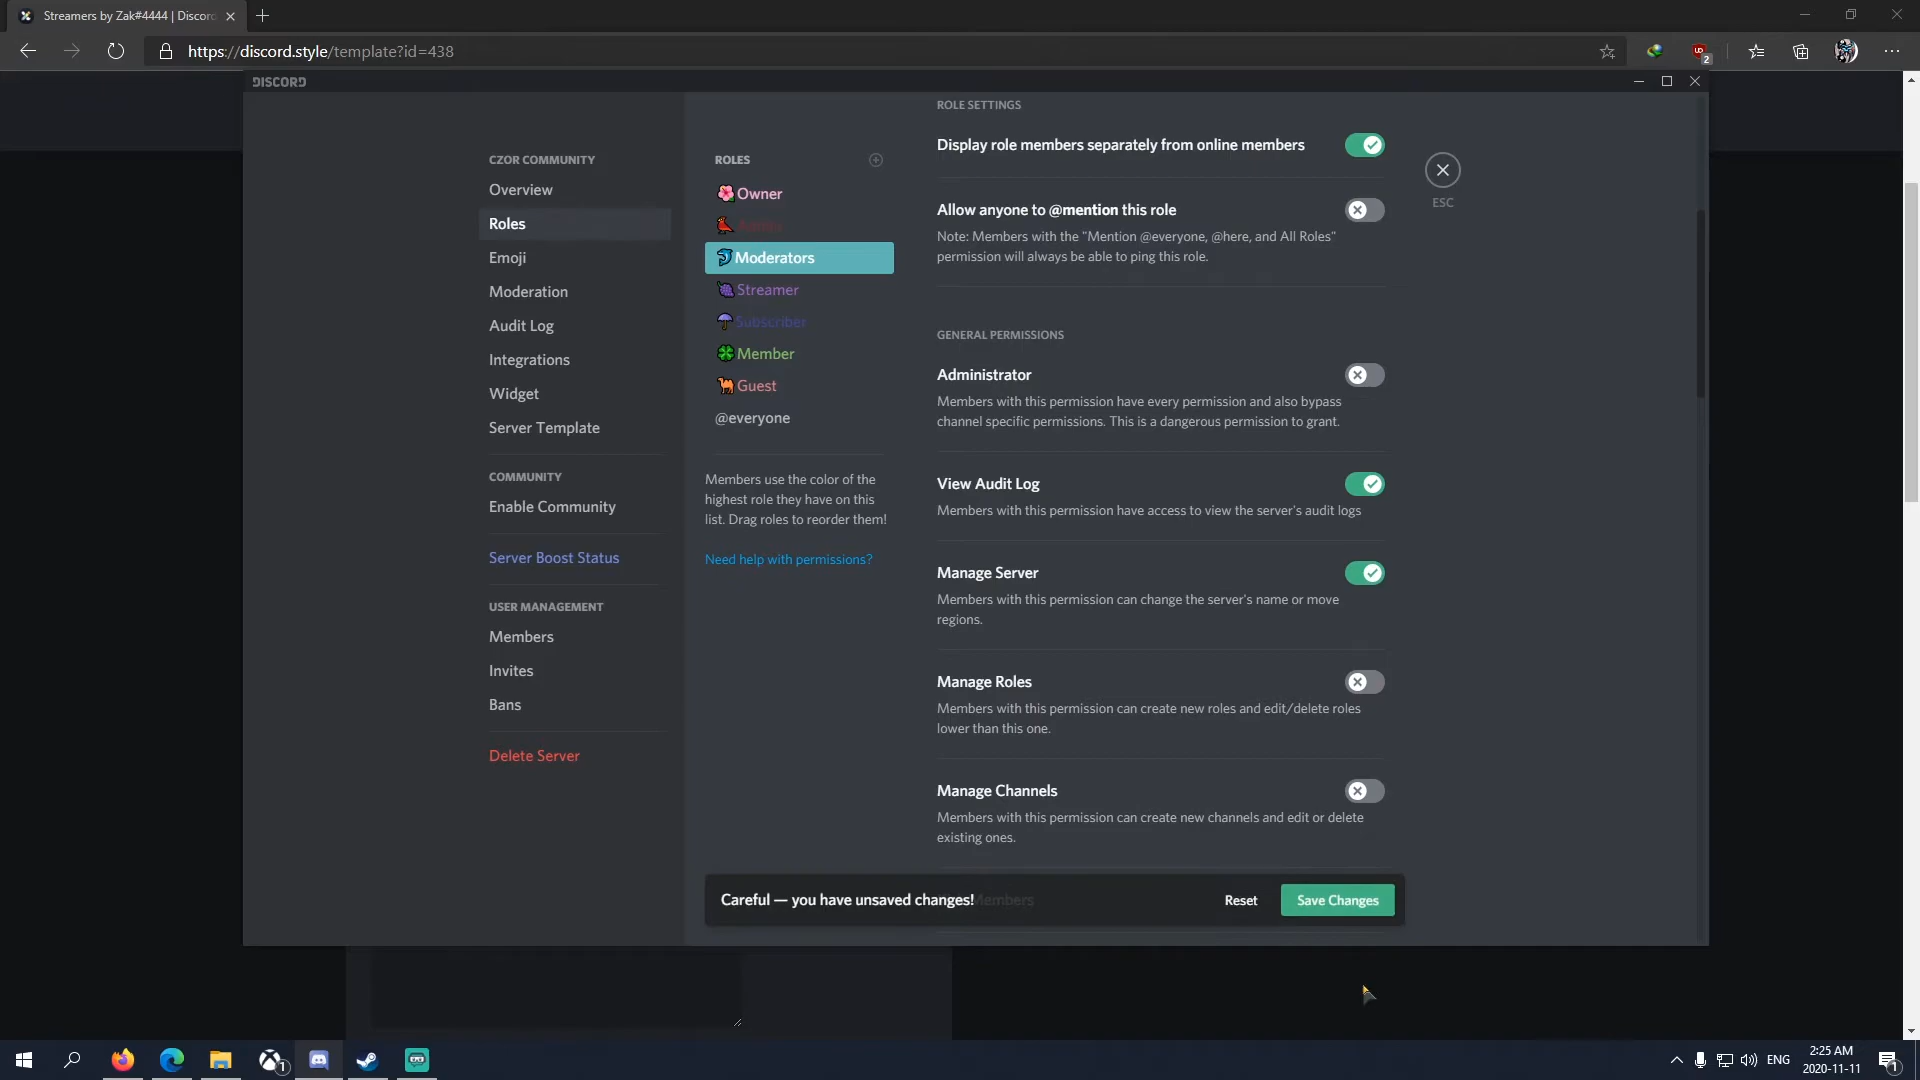 Streamers by Zak#4444 | Discord
https://discord.style/template?id=438
2
DISCORD
CZOR COMMUNITY
Overview
Roles
Emoji
Moderation
Audit Log
Integrations
Widget
Server Template
COMMUNITY
Enable Community
Server Boost Status
USER MANAGEMENT
Members
Invites
Bans
Delete Server
ROLES
Owner
Admin
Moderators
Streamer
Subscriber
Member
Guest
@everyone
Members use the color of the
highest role they have on this
list. Drag roles to reorder them!
Need help with permissions?
ROLE SETTINGS
Display role members separately from online members
Allow anyone to @mention this role
Note: Members with the "Mention @everyone, @here, and All Roles"
permission will always be able to ping this role.
GENERAL PERMISSIONS
Administrator
Members with this permission have every permission and also bypass
channel specific permissions. This is a dangerous permission to grant.
View Audit Log
Members with this permission have access to view the server's audit logs
Manage Server
Members with this permission can change the server's name or move
regions.
Manage Roles
Members with this permission can create new roles and edit/delete roles
lower than this one.
Manage Channels
Members with this permission can create new channels and edit or delete
existing ones.
Members
Careful — you have unsaved changes!
Reset
Save Changes
ESC
1
ENG
2:25 AM
2020-11-11
1